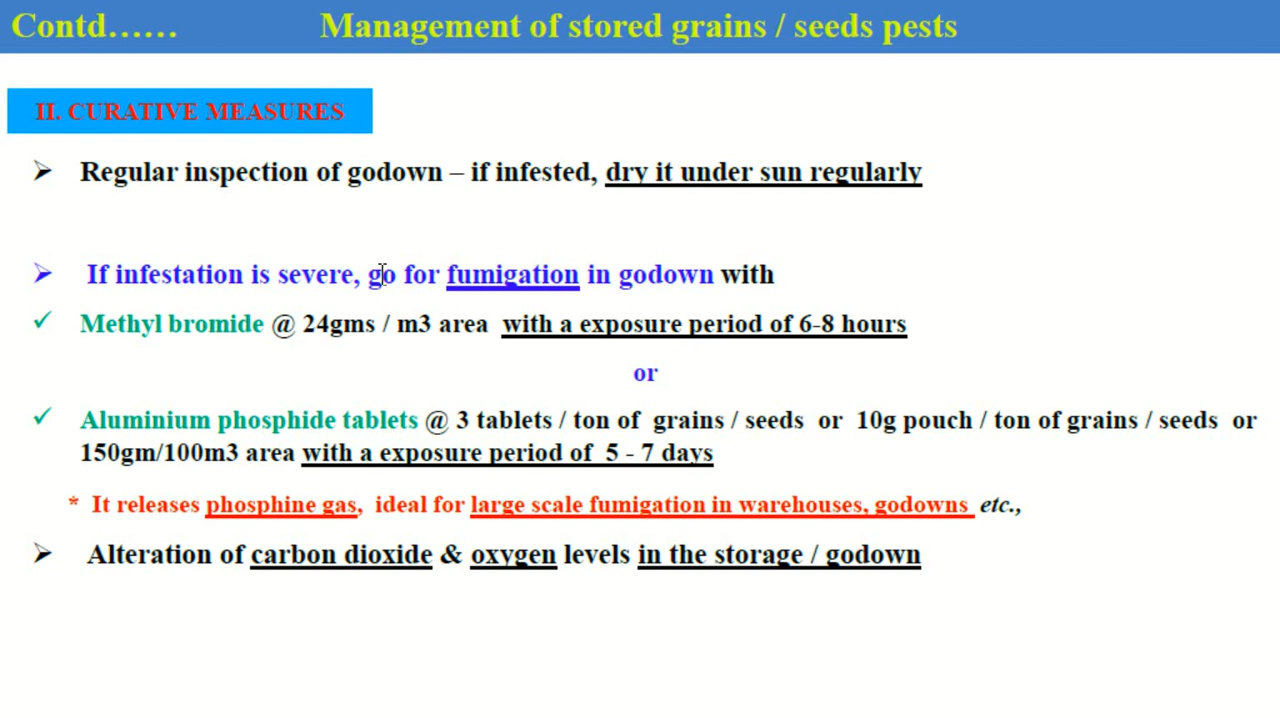 Contd…… Management of stored grains / seeds pests
II. CURATIVE MEASURES
➢ Regular inspection of godown – if infested, dry it under sun regularly
➢ If infestation is severe, go for fumigation in godown with
✓ Methyl bromide @ 24gms / m3 area with a exposure period of 6-8 hours
or
✓ Aluminium phosphide tablets @ 3 tablets / ton of grains / seeds or 10g pouch / ton of grains / seeds or
150gm/100m3 area with a exposure period of 5 - 7 days
* It releases phosphine gas, ideal for large scale fumigation in warehouses, godowns etc.,
➢ Alteration of carbon dioxide & oxygen levels in the storage / godown